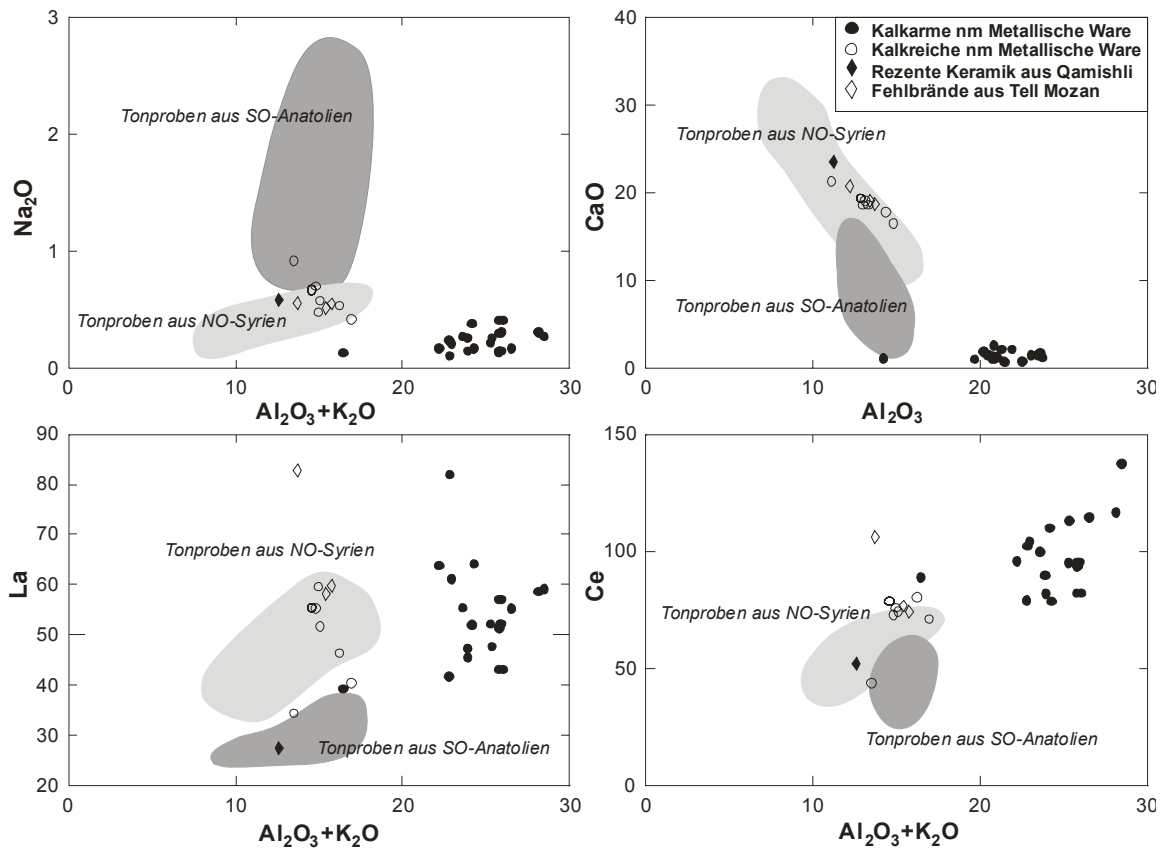 3
2
1
0
Na₂O
Tonproben aus SO-Anatolien
Tonproben aus NO-Syrien
0
10
20
30
Al₂O₃+K₂O
40
30
20
10
0
CaO
Kalkarme nm Metallische Ware
Kalkreiche nm Metallische Ware
Rezente Keramik aus Qamishli
Fehlbrände aus Tell Mozan
Tonproben aus NO-Syrien
Tonproben aus SO-Anatolien
0
10
20
30
Al₂O₃
90
80
70
60
50
40
30
20
La
Tonproben aus NO-Syrien
Tonproben aus SO-Anatolien
0
10
20
30
Al₂O₃+K₂O
150
100
50
0
Ce
Tonproben aus NO-Syrien
Tonproben aus SO-Anatolien
0
10
20
30
Al₂O₃+K₂O